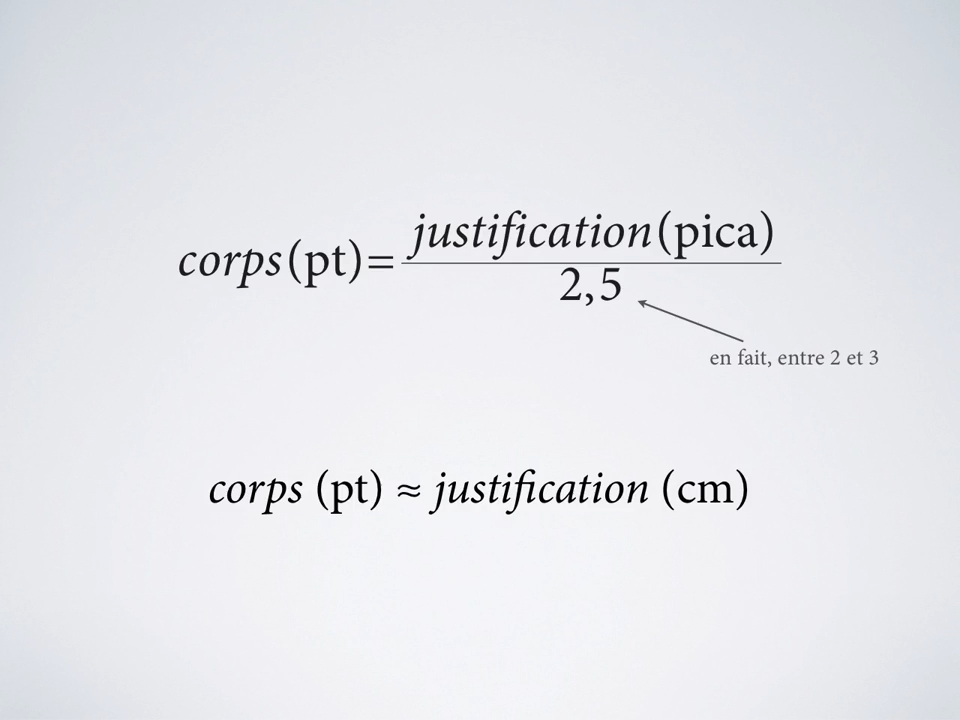 corps(pt)=justification(pica)
2,5
en fait, entre 2 et 3
corps (pt) ≈ justification (cm)